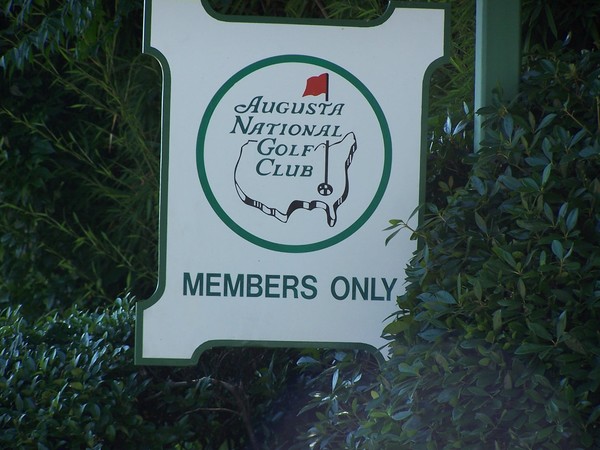 Augusta
National
Golf
Club
MEMBERS ONLY